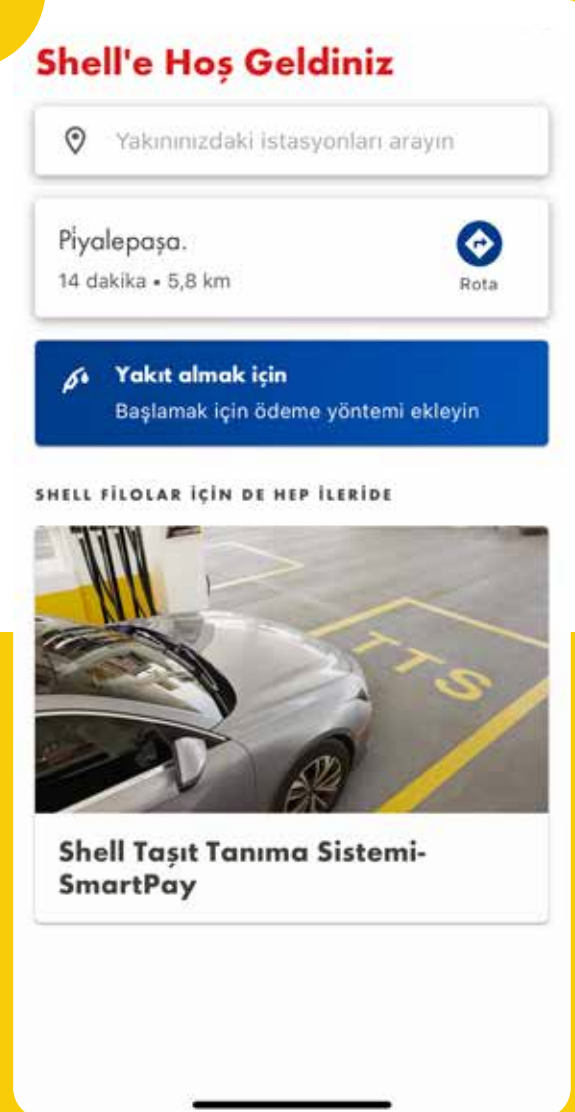 Shell'e Hoş Geldiniz
Yakınınızdaki istasyonları arayın
Piyalepaşa.
14 dakika • 5,8 km
Rota
Yakıt almak için
Başlamak için ödeme yöntemi ekleyin
SHELL FİLOLAR İÇİN DE HEP İLERİDE
TTS
Shell Taşıt Tanıma Sistemi-
SmartPay